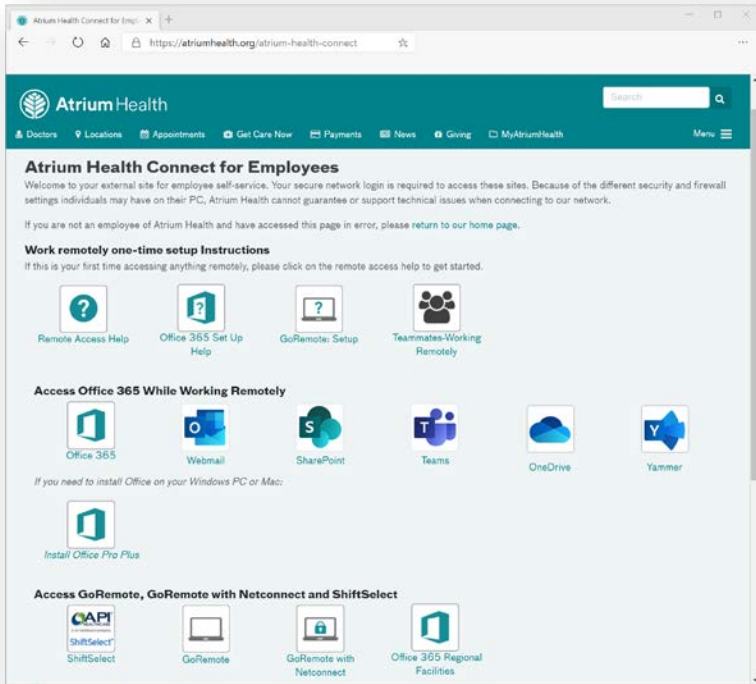 Atrium Health Connect for Empl
https://atriumhealth.org/atrium-health-connect
Atrium Health
Search
Doctors Locations Appointments Get Care Now Payments News Giving MyAtriumHealth Menu
Atrium Health Connect for Employees
Welcome to your external site for employee self-service. Your secure network login is required to access these sites. Because of the different security and firewall
settings individuals may have on their PC, Atrium Health cannot guarantee or support technical issues when connecting to our network.
If you are not an employee of Atrium Health and have accessed this page in error, please return to our home page.
Work remotely one-time setup Instructions
If this is your first time accessing anything remotely, please click on the remote access help to get started.
Remote Access Help
Office 365 Set Up
Help
GoRemote: Setup
Teammates-Working
Remotely
Access Office 365 While Working Remotely
Office 365
Webmail
SharePoint
Teams
OneDrive
Yammer
If you need to install Office on your Windows PC or Mac:
Install Office Pro Plus
Access GoRemote, GoRemote with Netconnect and ShiftSelect
API
ShiftSelect
ShiftSelect
GoRemote
GoRemote with
Netconnect
Office 365 Regional
Facilities